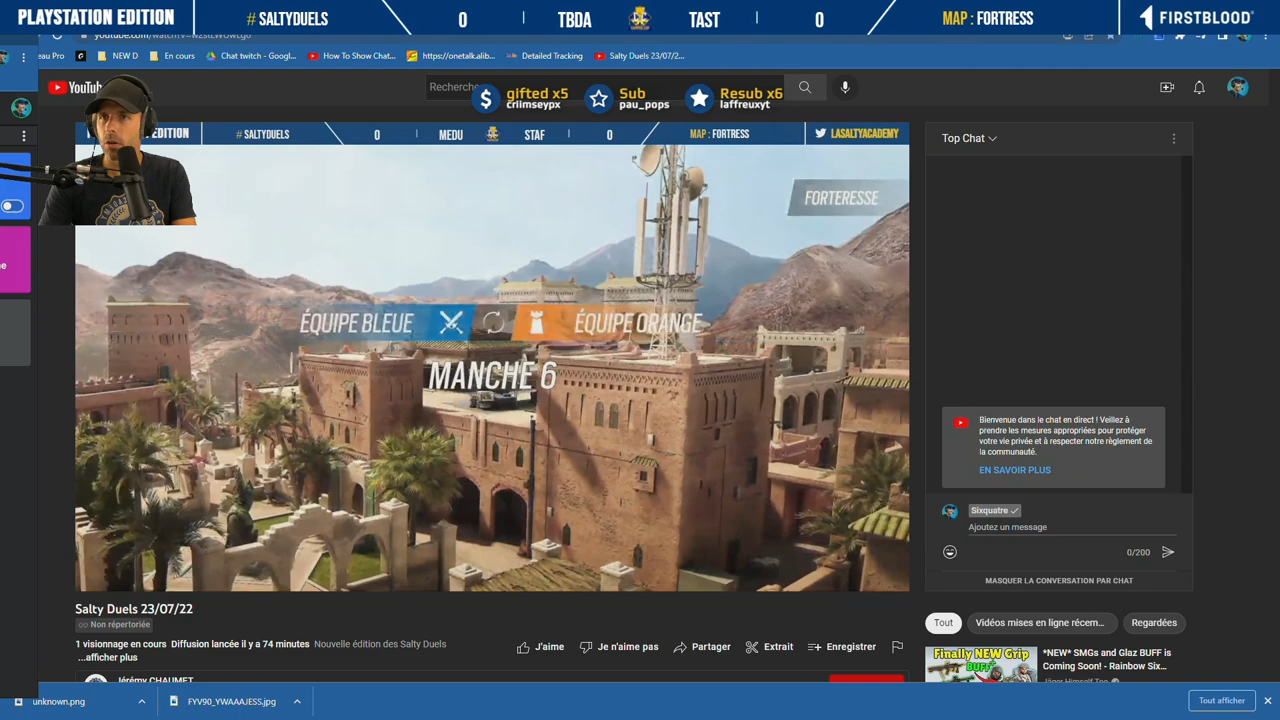 PLAYSTATION EDITION
# SALTYDUELS
0 TBDA TAST 0
MAP : FORTRESS
FIRSTBLOOD
eau Pro
NEW D
En cours
Chat twitch - Googl...
How To Show Chat...
https://onetalk.alib...
Detailed Tracking
Salty Duels 23/07/2...
YouT
Recherche
gifted x5
criimseypx
Sub
pau_pops
Resub x6
laffreuxyt
EDITION
# SALTYDUELS
0 MEDU STAF 0
MAP : FORTRESS
LASALTYACADEMY
FORTERESSE
ÉQUIPE BLEUE
ÉQUIPE ORANGE
MANCHE 6
Top Chat
Bienvenue dans le chat en direct ! Veillez à
prendre les mesures appropriées pour protéger
votre vie privée et à respecter notre règlement de
la communauté.
EN SAVOIR PLUS
Sixquatre
Ajoutez un message
0/200
MASQUER LA CONVERSATION PAR CHAT
Salty Duels 23/07/22
Non répertoriée
1 visionnage en cours Diffusion lancée il y a 74 minutes Nouvelle édition des Salty Duels
...afficher plus
J'aime
Je n'aime pas
Partager
Extrait
Enregistrer
Jérémy CHAUMET
Tout
Vidéos mises en ligne récem...
Regardées
Finally NEW Grip
BUFF
*NEW* SMGs and Glaz BUFF is
Coming Soon! - Rainbow Six...
Jäger Himself Too
unknown.png
FYV90_YWAAAJESS.jpg
Tout afficher